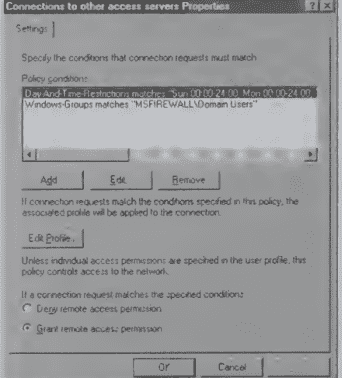 Connections to other access servers Properties
Settings
Specify the conditions that connection requests must match.
Policy conditions:
Day-And-Time-Restrictions matches "Sun 00:00-24:00; Mon 00:00-24:00
Windows-Groups matches "MSFIREWALL\Domain Users"
Add Edit Remove
If connection requests match the conditions specified in this policy, the
associated profile will be applied to the connection.
Edit Profile..
Unless individual access permissions are specified in the user profile, this
policy controls access to the network.
If a connection request matches the specified conditions:
Deny remote access permission
Grant remote access permission
OK Cancel